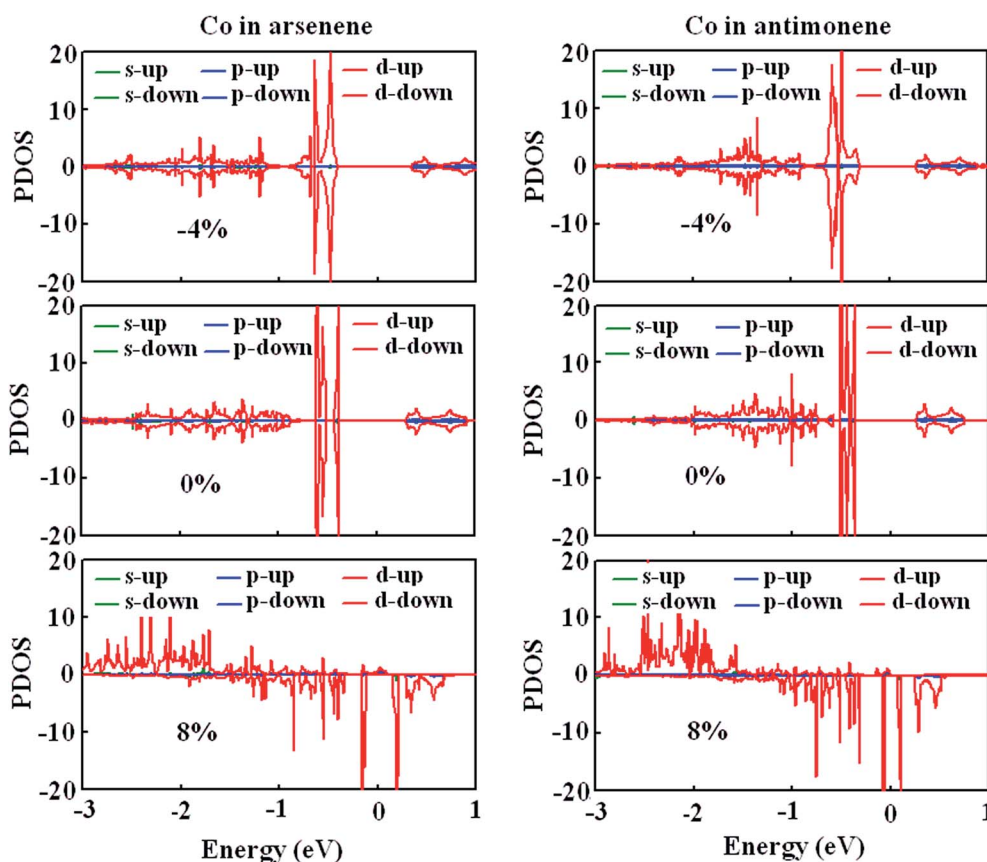 Co in arsenene
20
10
0
-10
-20
PDOS
s-up p-up d-up
s-down p-down d-down
-4%
Co in antimonene
20
10
0
-10
-20
PDOS
s-up p-up d-up
s-down p-down d-down
-4%
20
10
0
-10
-20
PDOS
s-up p-up d-up
s-down p-down d-down
0%
20
10
0
-10
-20
PDOS
s-up p-up d-up
s-down p-down d-down
0%
20
10
0
-10
-20
PDOS
s-up p-up d-up
s-down p-down d-down
8%
-3 -2 -1 0 1
Energy (eV)
20
10
0
-10
-20
PDOS
s-up p-up d-up
s-down p-down d-down
8%
-3 -2 -1 0 1
Energy (eV)